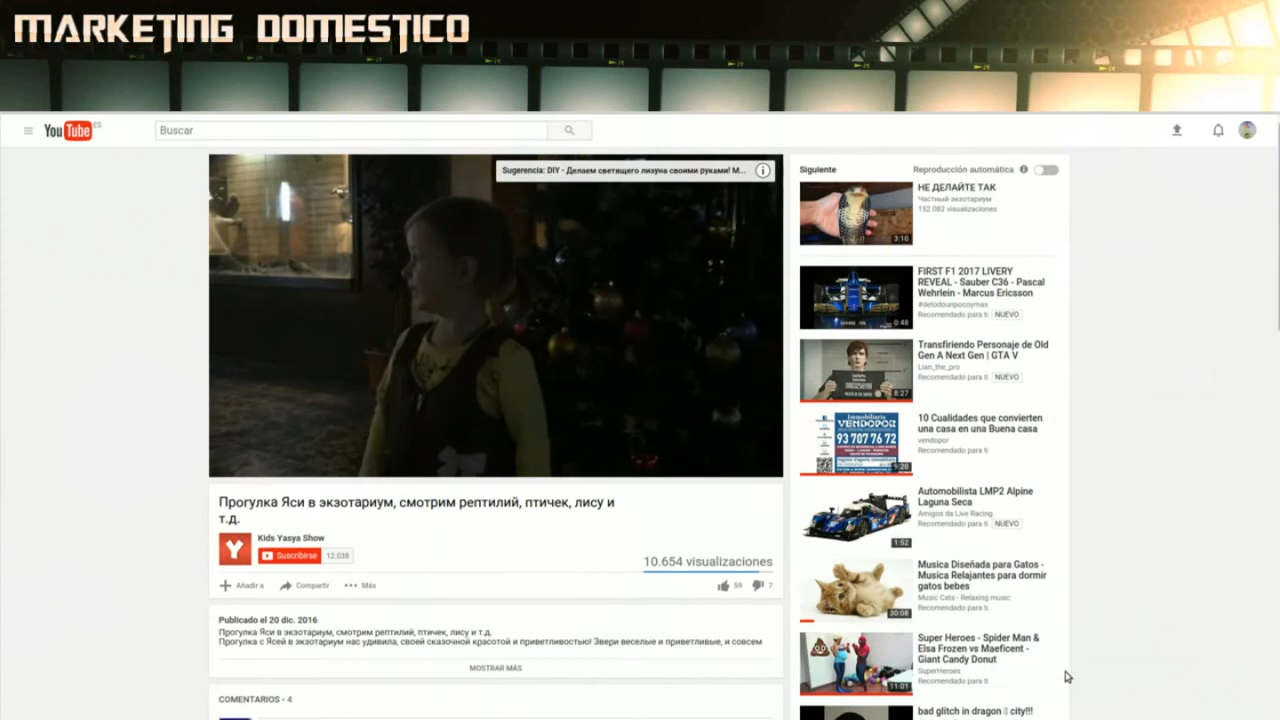 MARKETING DOMESTICO
YouTube ES
Buscar
Sugerencia: DIY - Делаем светящего лизуна своими руками! М...
Siguiente
Reproducción automática
НЕ ДЕЛАЙТЕ ТАК
Частный экзотариум
152.082 visualizaciones
3:10
FIRST F1 2017 LIVERY
REVEAL - Sauber C36 - Pascal
Wehrlein - Marcus Ericsson
#detodounpocoymas
Recomendado para ti NUEVO
0:48
Transfiriendo Personaje de Old
Gen A Next Gen | GTA V
Lian_the_pro
Recomendado para ti NUEVO
8:27
10 Cualidades que convierten
una casa en una Buena casa
vendopor
Recomendado para ti
Inmobiliaria
VENDOPOR
93 707 76 72
9:20
Automobilista LMP2 Alpine
Laguna Seca
Amigos da Live Racing
Recomendado para ti NUEVO
1:52
Musica Diseñada para Gatos -
Musica Relajantes para dormir
gatos bebes
Music Cats - Relaxing music
Recomendado para ti
30:08
Super Heroes - Spider Man &
Elsa Frozen vs Maeficent -
Giant Candy Donut
SuperHeroes
Recomendado para ti
11:01
bad glitch in dragon city!!!
Прогулка Яси в экзотариум, смотрим рептилий, птичек, лису и
т.д.
Kids Yasya Show
Suscribirse 12.038
10.654 visualizaciones
Añadir a Compartir Más 59 7
Publicado el 20 dic. 2016
Прогулка Яси в экзотариум, смотрим рептилий, птичек, лису и т.д.
Прогулка с Ясей в экзотариум нас удивила, своей сказочной красотой и приветливостью! Звери веселые и приветливые, и совсем
MOSTRAR MÁS
COMENTARIOS • 4